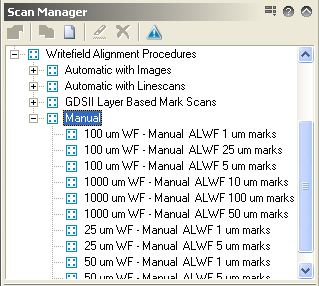 Scan Manager
Writefield Alignment Procedures
Automatic with Images
Automatic with Linescans
GDSII Layer Based Mark Scans
Manual
100 um WF - Manual ALWF 1 um marks
100 um WF - Manual ALWF 25 um marks
100 um WF - Manual ALWF 5 um marks
1000 um WF - Manual ALWF 10 um marks
1000 um WF - Manual ALWF 100 um marks
1000 um WF - Manual ALWF 50 um marks
25 um WF - Manual ALWF 1 um marks
25 um WF - Manual ALWF 5 um marks
50 um WF - Manual ALWF 1 um marks
50 um WF - Manual ALWF 5 um marks